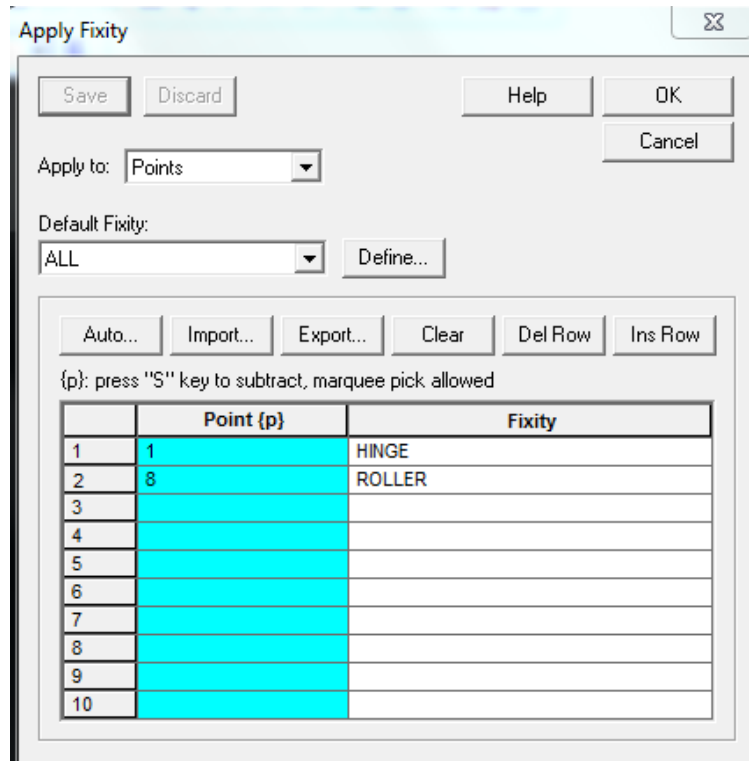 Apply Fixity
Save Discard Help OK
Cancel
Apply to: Points
Default Fixity:
ALL Define...
Auto... Import... Export... Clear Del Row Ins Row
{p}: press "S" key to subtract, marquee pick allowed
Point {p} Fixity
1 1 HINGE
2 8 ROLLER
3
4
5
6
7
8
9
10